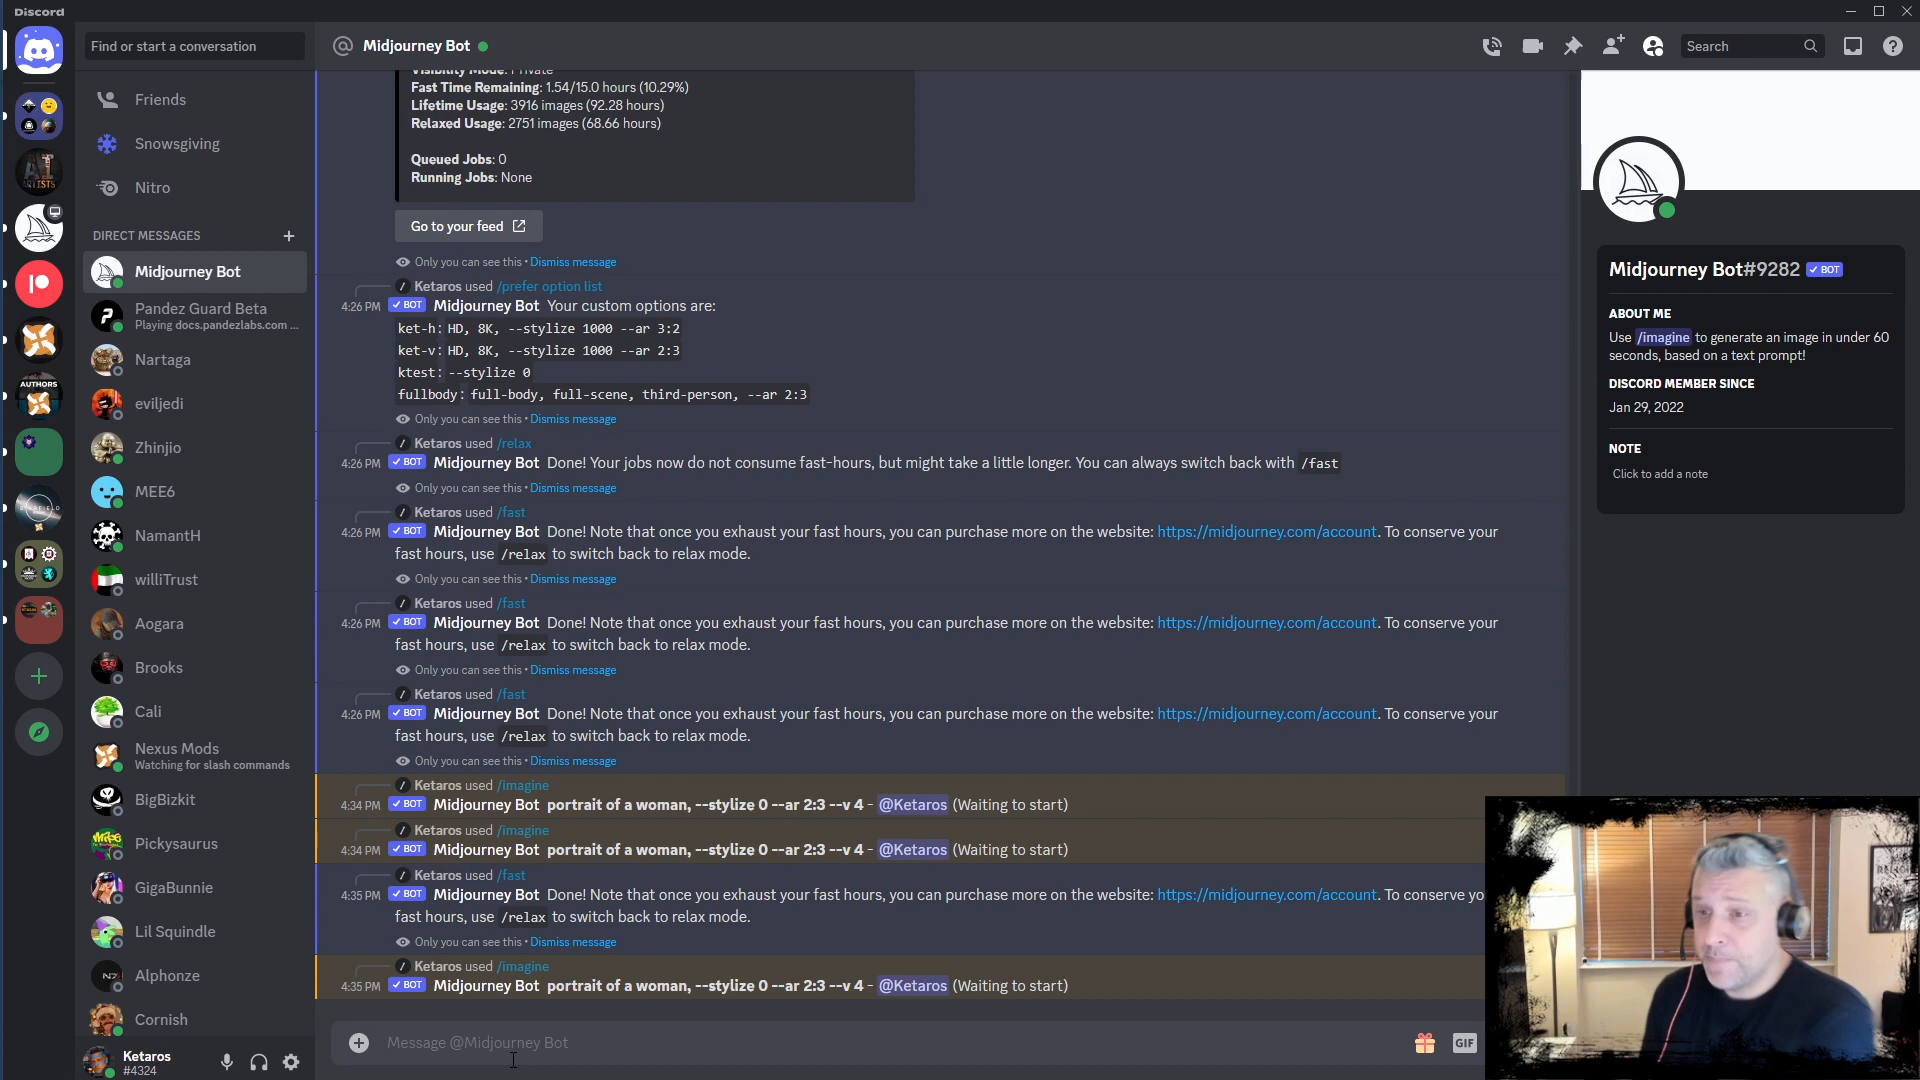 Discord
Find or start a conversation
Friends
Snowsgiving
Nitro
DIRECT MESSAGES
Midjourney Bot
Pandez Guard Beta
Playing docs.pandezlabs.com ...
Nartaga
eviljedi
Zhinjio
MEE6
NamantH
williTrust
Aogara
Brooks
Cali
Nexus Mods
Watching for slash commands
BigBizkit
Pickysaurus
GigaBunnie
Lil Squindle
Alphonze
Cornish
Ketaros
#4324
AI
ARTISTS
AUTHORS
Midjourney Bot
Search
Visibility Mode: Private
Fast Time Remaining: 1.54/15.0 hours (10.29%)
Lifetime Usage: 3916 images (92.28 hours)
Relaxed Usage: 2751 images (68.66 hours)
Queued Jobs: 0
Running Jobs: None
Go to your feed
Only you can see this • Dismiss message
Ketaros used /prefer option list
4:26 PM BOT Midjourney Bot Your custom options are:
ket-h: HD, 8K, --stylize 1000 --ar 3:2
ket-v: HD, 8K, --stylize 1000 --ar 2:3
ktest: --stylize 0
fullbody: full-body, full-scene, third-person, --ar 2:3
Only you can see this • Dismiss message
Ketaros used /relax
4:26 PM BOT Midjourney Bot Done! Your jobs now do not consume fast-hours, but might take a little longer. You can always switch back with /fast
Only you can see this • Dismiss message
Ketaros used /fast
4:26 PM BOT Midjourney Bot Done! Note that once you exhaust your fast hours, you can purchase more on the website: https://midjourney.com/account. To conserve your
fast hours, use /relax to switch back to relax mode.
Only you can see this • Dismiss message
Ketaros used /fast
4:26 PM BOT Midjourney Bot Done! Note that once you exhaust your fast hours, you can purchase more on the website: https://midjourney.com/account. To conserve your
fast hours, use /relax to switch back to relax mode.
Only you can see this • Dismiss message
Ketaros used /fast
4:26 PM BOT Midjourney Bot Done! Note that once you exhaust your fast hours, you can purchase more on the website: https://midjourney.com/account. To conserve your
fast hours, use /relax to switch back to relax mode.
Only you can see this • Dismiss message
Ketaros used /imagine
4:34 PM BOT Midjourney Bot portrait of a woman, --stylize 0 --ar 2:3 --v 4 - @Ketaros (Waiting to start)
Ketaros used /imagine
4:34 PM BOT Midjourney Bot portrait of a woman, --stylize 0 --ar 2:3 --v 4 - @Ketaros (Waiting to start)
Ketaros used /fast
4:35 PM BOT Midjourney Bot Done! Note that once you exhaust your fast hours, you can purchase more on the website: https://midjourney.com/account. To conserve yo
fast hours, use /relax to switch back to relax mode.
Only you can see this • Dismiss message
Ketaros used /imagine
4:35 PM BOT Midjourney Bot portrait of a woman, --stylize 0 --ar 2:3 --v 4 - @Ketaros (Waiting to start)
Message @Midjourney Bot
GIF
Midjourney Bot#9282 BOT
ABOUT ME
Use /imagine to generate an image in under 60
seconds, based on a text prompt!
DISCORD MEMBER SINCE
Jan 29, 2022
NOTE
Click to add a note